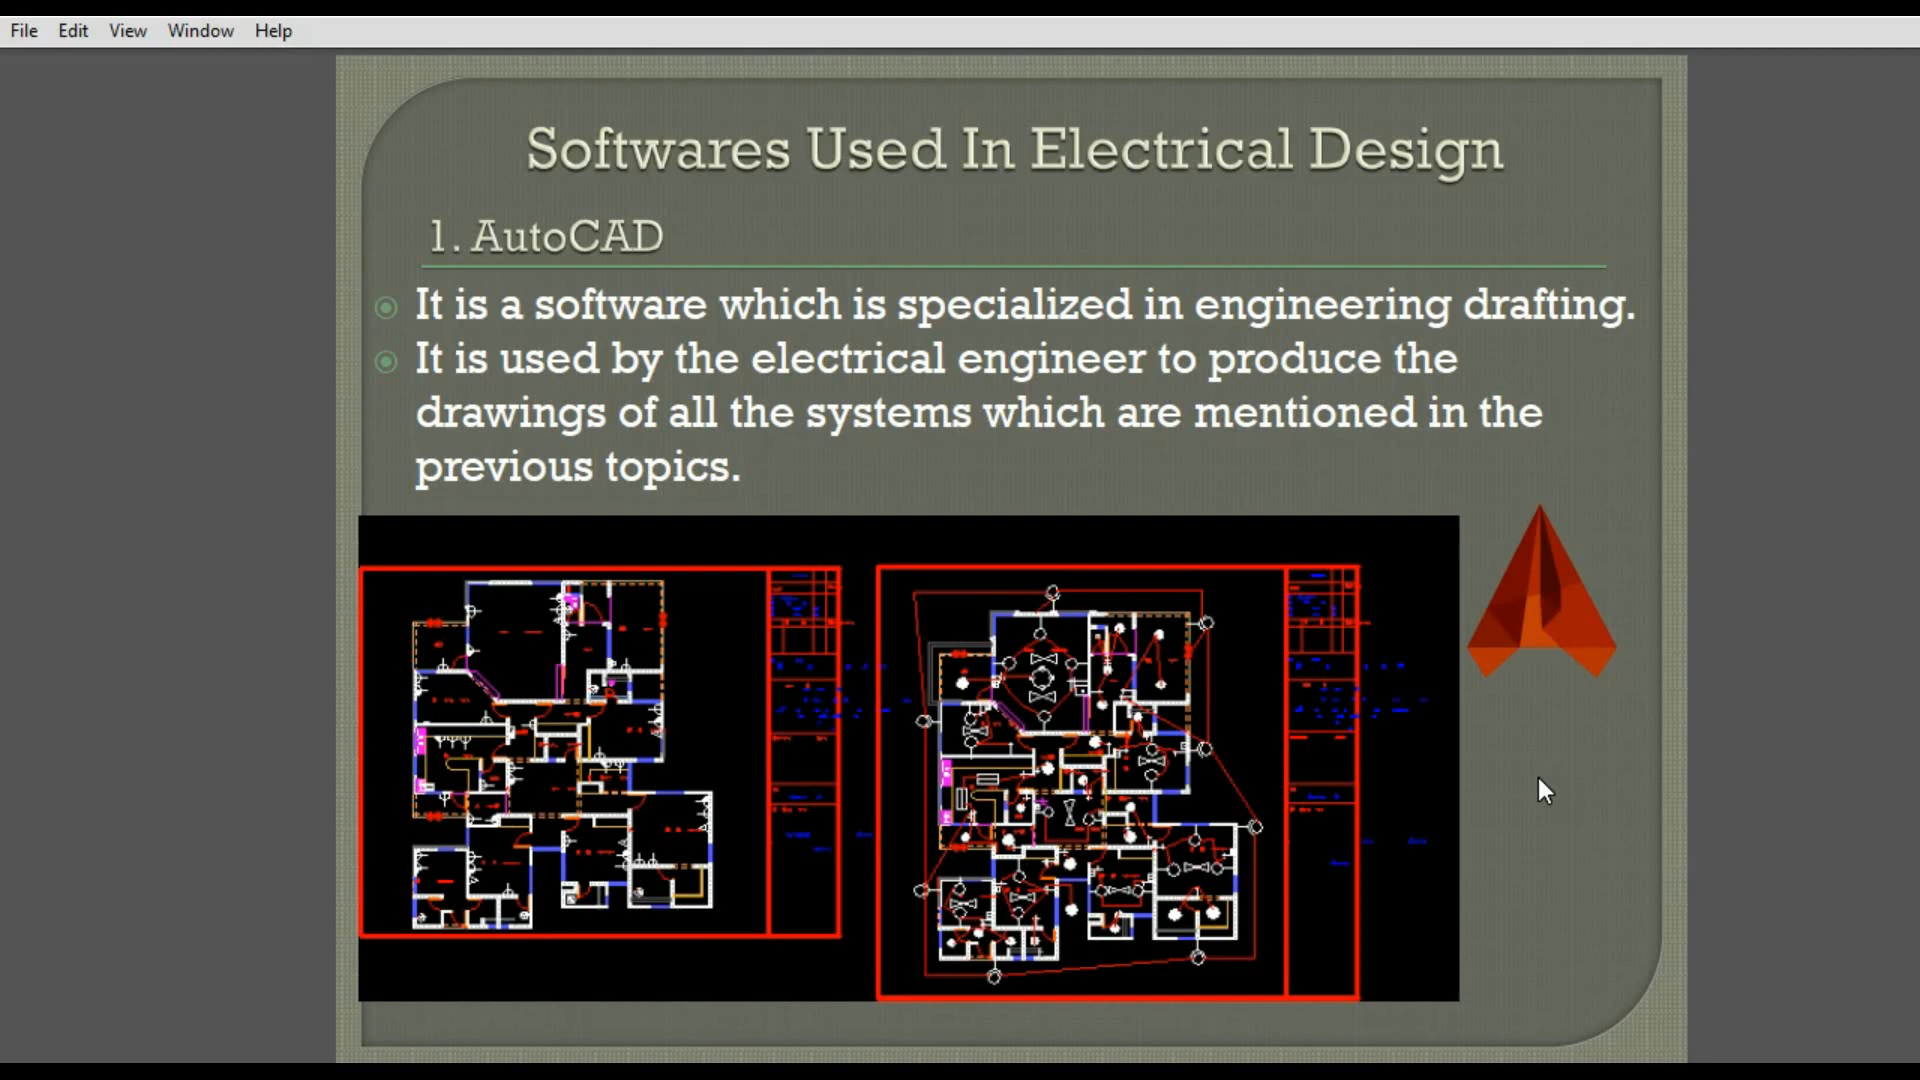 File Edit View Window Help
Softwares Used In Electrical Design
1. AutoCAD
It is a software which is specialized in engineering drafting.
It is used by the electrical engineer to produce the
drawings of all the systems which are mentioned in the
previous topics.